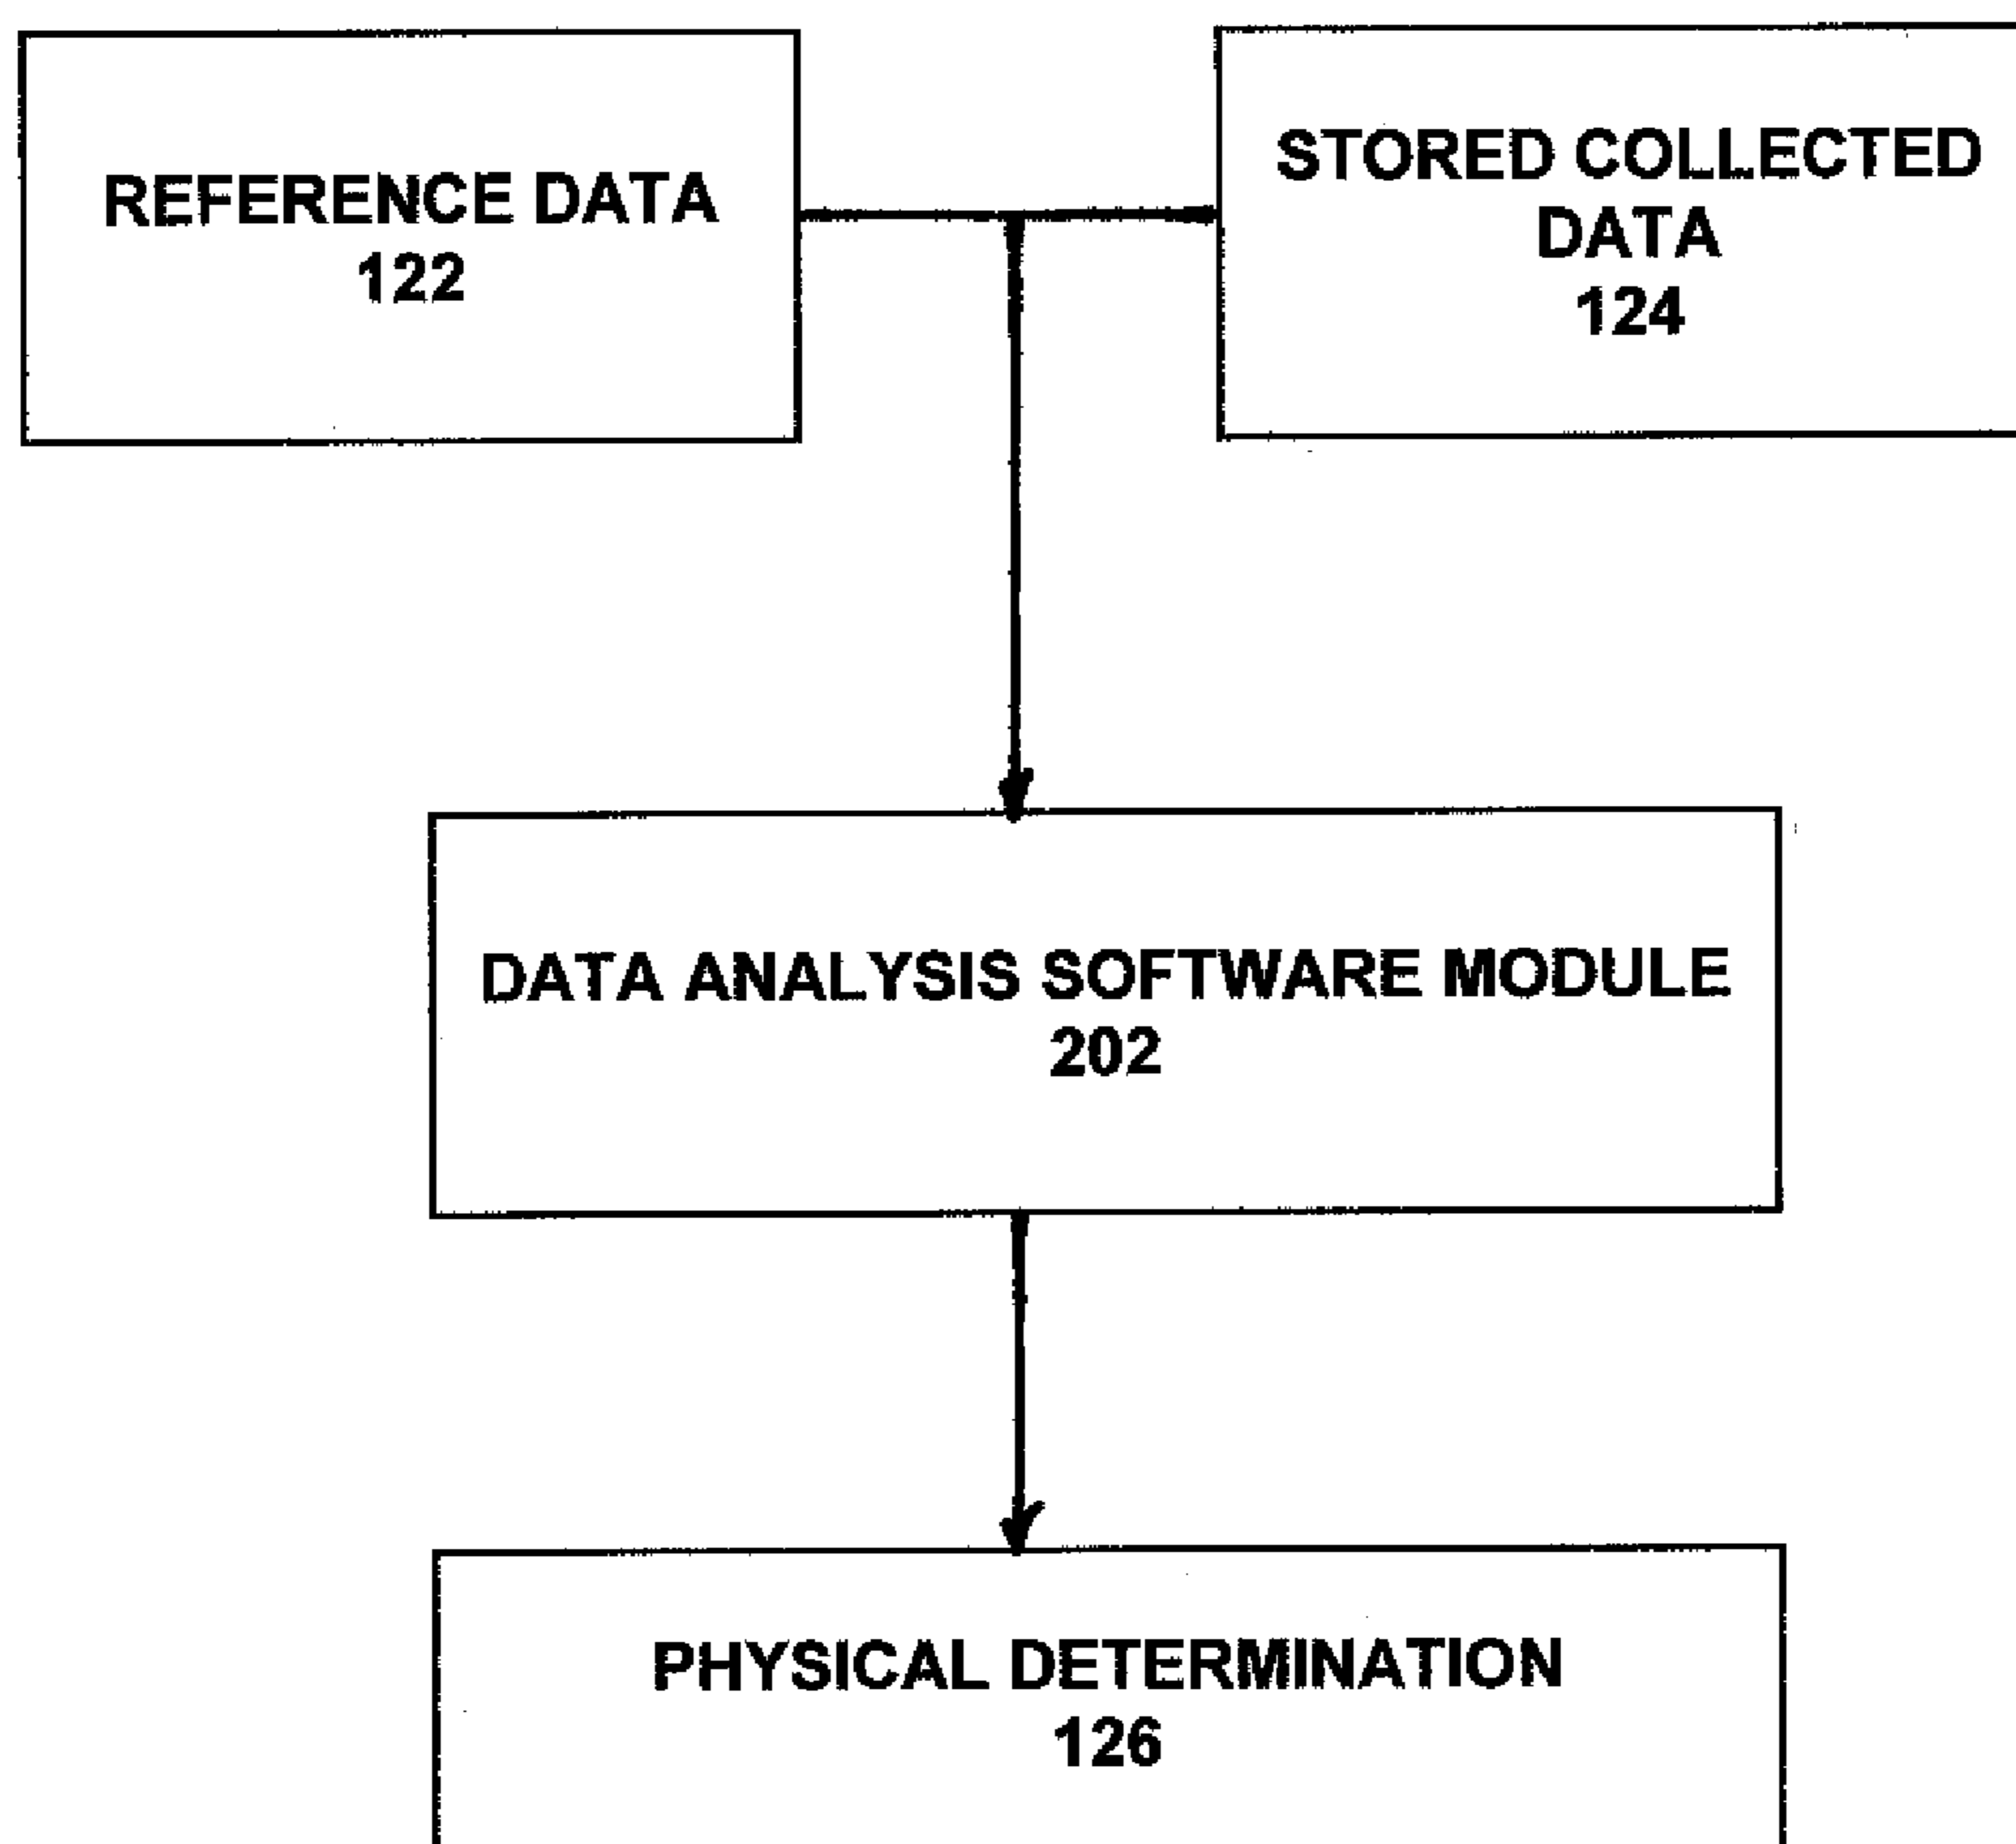 REFERENCE DATA
122
STORED COLLECTED
DATA
124
DATA ANALYSIS SOFTWARE MODULE
202
PHYSICAL DETERMINATION
126